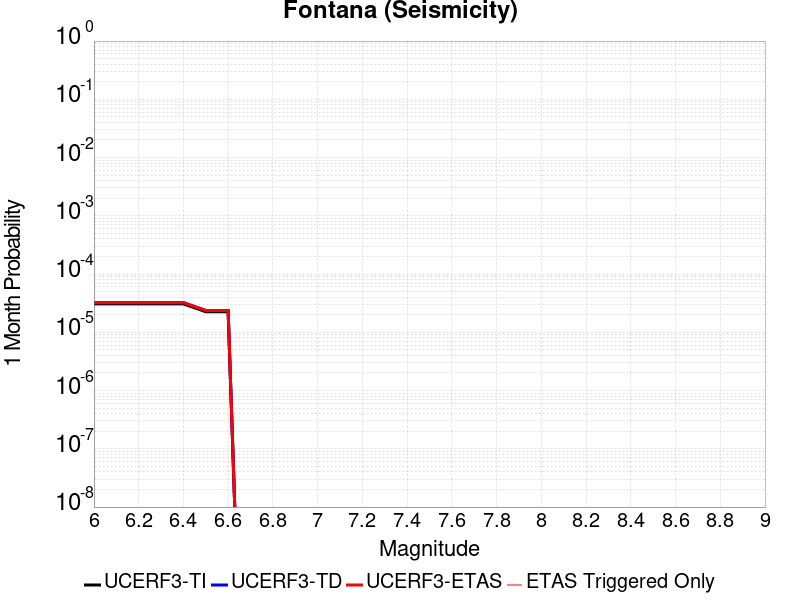 Fontana (Seismicity)
1 Month Probability
10^0
10^-1
10^-2
10^-3
10^-4
10^-5
10^-6
10^-7
10^-8
6 6.2 6.4 6.6 6.8 7 7.2 7.4 7.6 7.8 8 8.2 8.4 8.6 8.8 9
Magnitude
UCERF3-TI UCERF3-TD UCERF3-ETAS ETAS Triggered Only